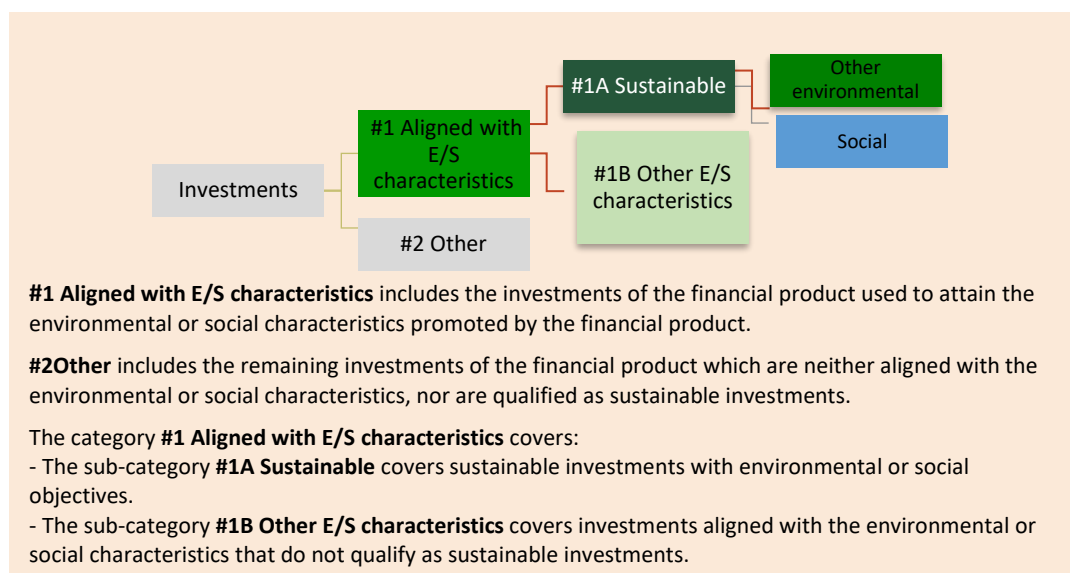 Other
environmental
#1A Sustainable
#1 Aligned with
E/S
characteristics
Social
#1B Other E/S
characteristics
Investments
#2 Other
#1 Aligned with E/S characteristics includes the investments of the financial product used to attain the
environmental or social characteristics promoted by the financial product.
#2Other includes the remaining investments of the financial product which are neither aligned with the
environmental or social characteristics, nor are qualified as sustainable investments.
The category #1 Aligned with E/S characteristics covers:
- The sub-category #1A Sustainable covers sustainable investments with environmental or social
objectives.
- The sub-category #1B Other E/S characteristics covers investments aligned with the environmental or
social characteristics that do not qualify as sustainable investments.